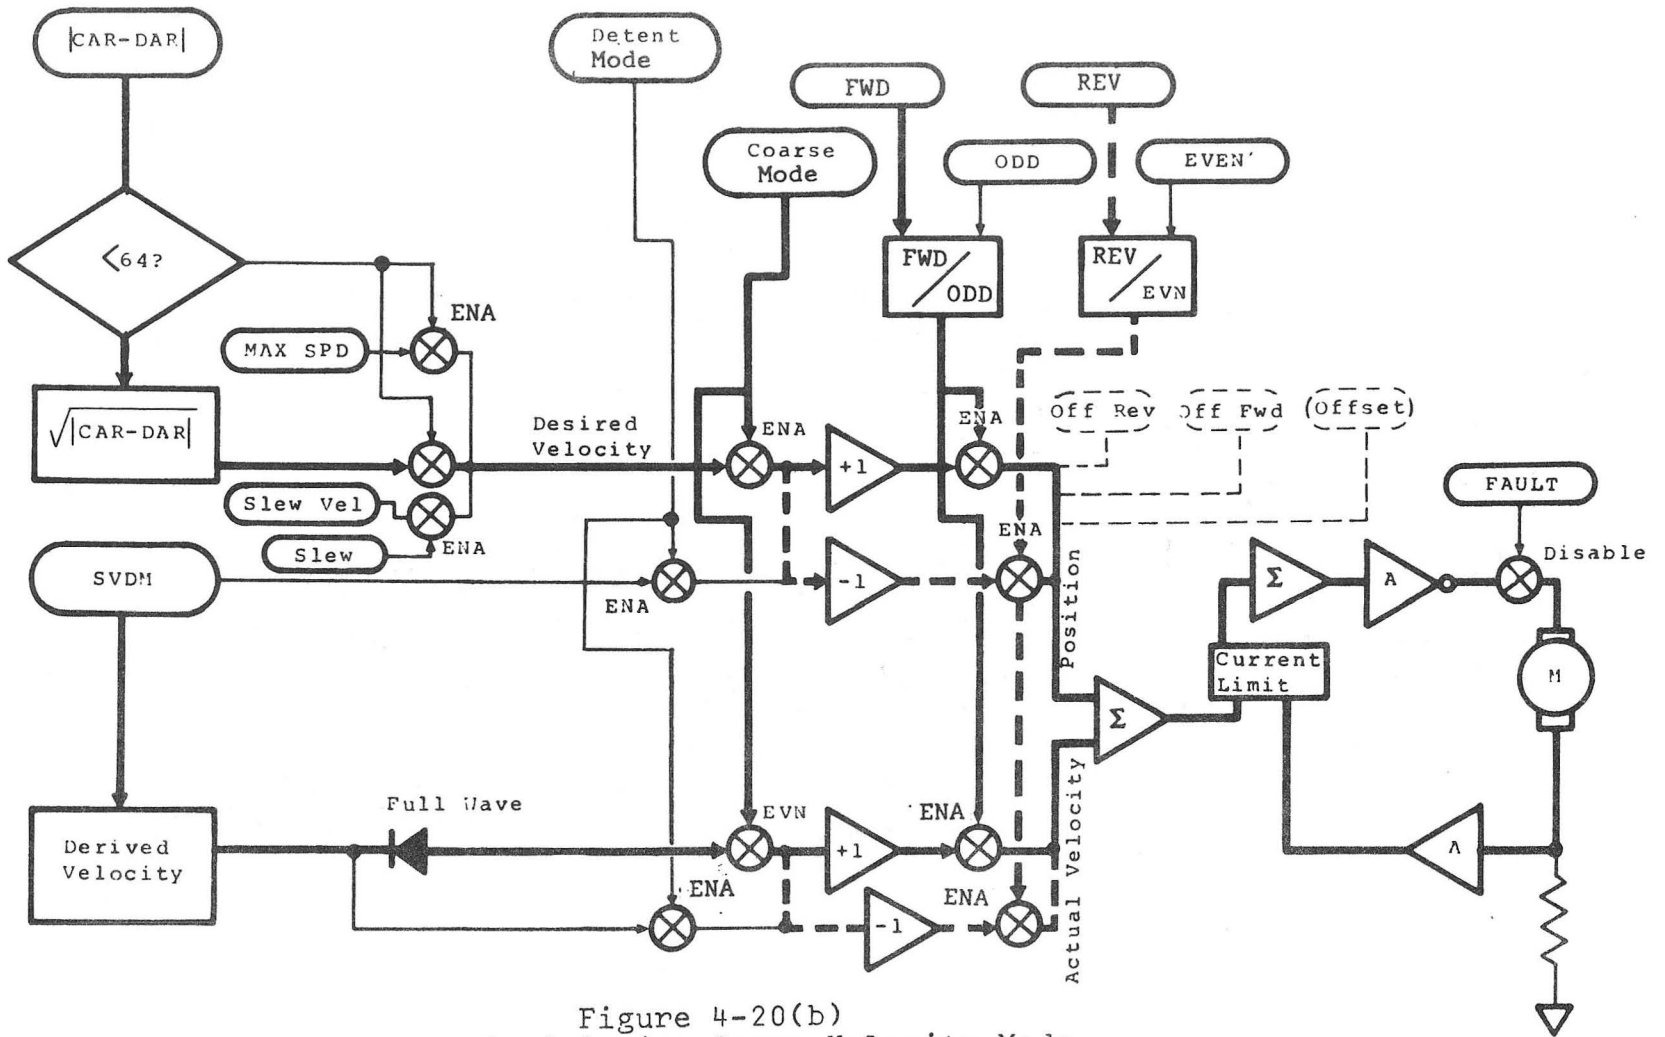 |CAR-DAR|
Detent
Mode
FWD
REV
Coarse
Mode
ODD
EVEN
<64?
ENA
MAX SPD
FWD
/
ODD
REV
/
EVN
√|CAR-DAR|
Desired
Velocity
ENA
+1
ENA
Off Rev
Off Fwd
(Offset)
Slew Vel
Slew
ENA
FAULT
Disable
SVDM
ENA
-1
ENA
Position
Σ
A
M
Current
Limit
Σ
Derived
Velocity
Full Wave
EVN
+1
ENA
Actual Velocity
A
ENA
-1
ENA
Figure 4-20(b)